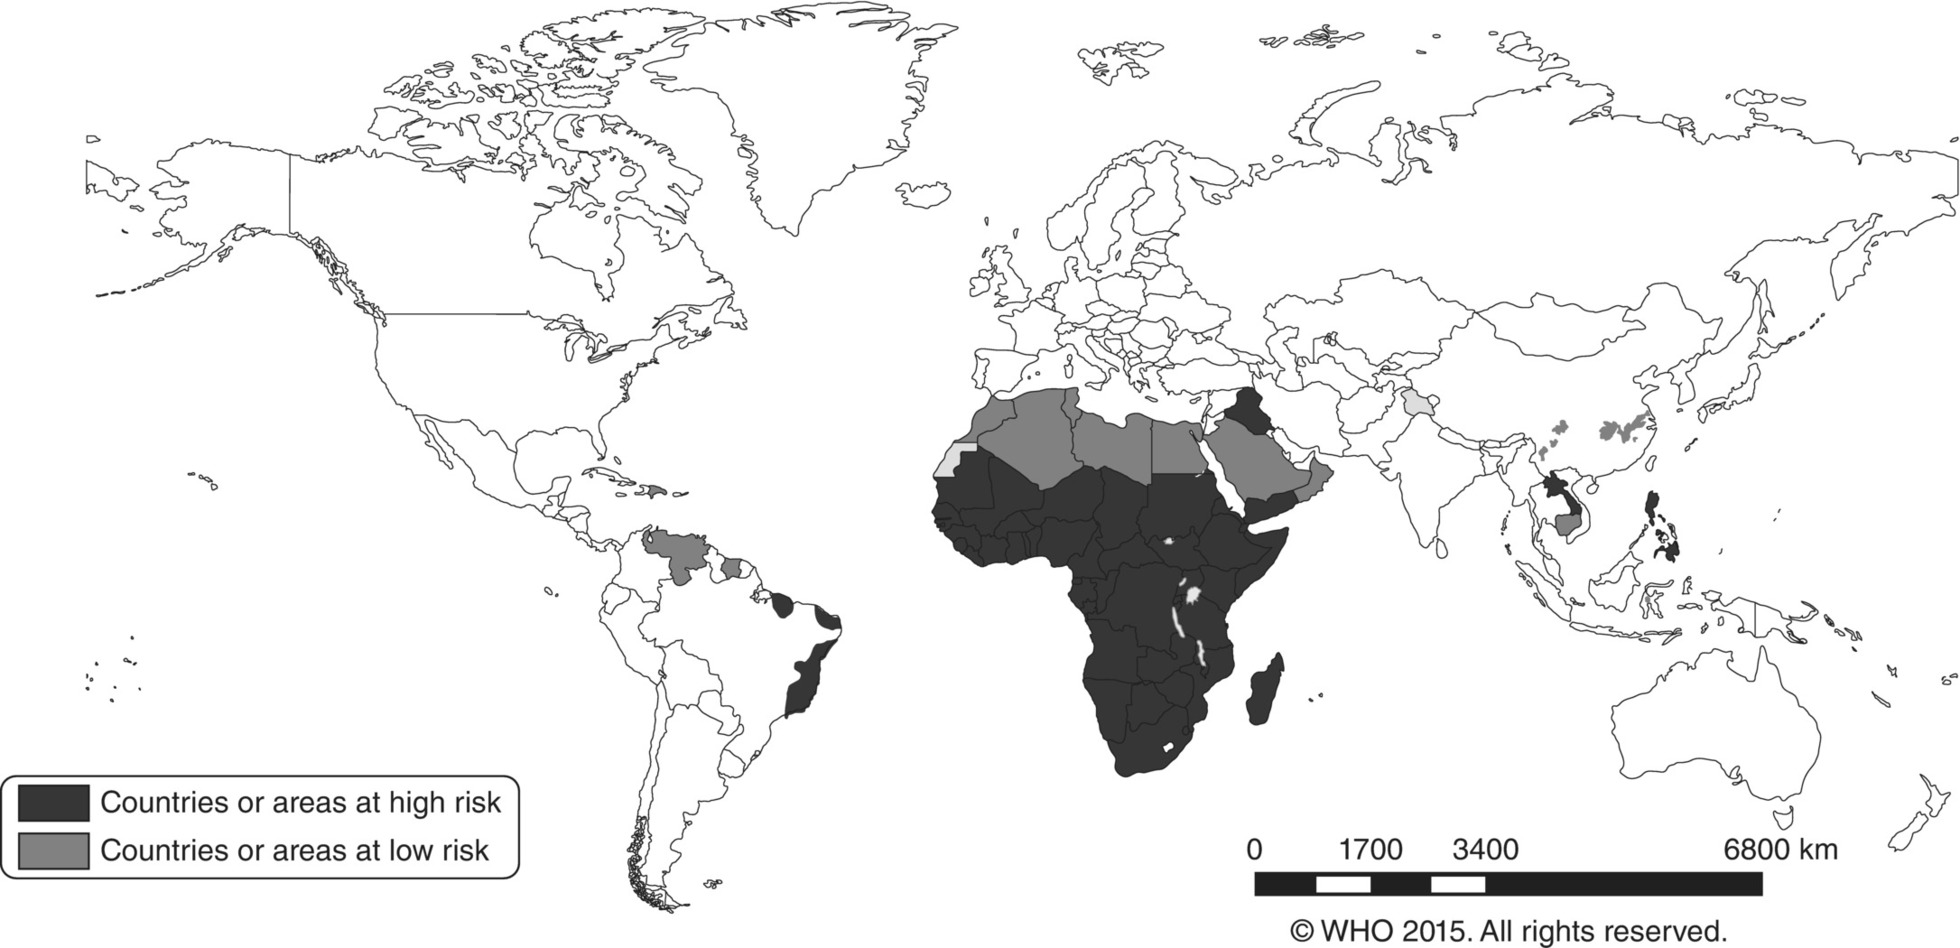 Countries or areas at high risk
Countries or areas at low risk
0 1700 3400 6800 km
© WHO 2015. All rights reserved.